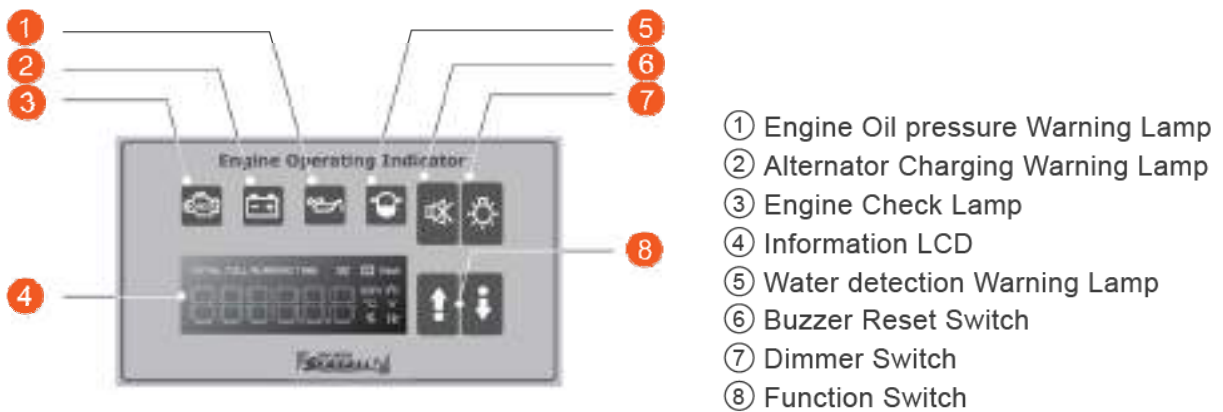 1
2
3
4
5
6
7
8
Engine Operating Indicator
① Engine Oil pressure Warning Lamp
② Alternator Charging Warning Lamp
③ Engine Check Lamp
④ Information LCD
⑤ Water detection Warning Lamp
⑥ Buzzer Reset Switch
⑦ Dimmer Switch
⑧ Function Switch